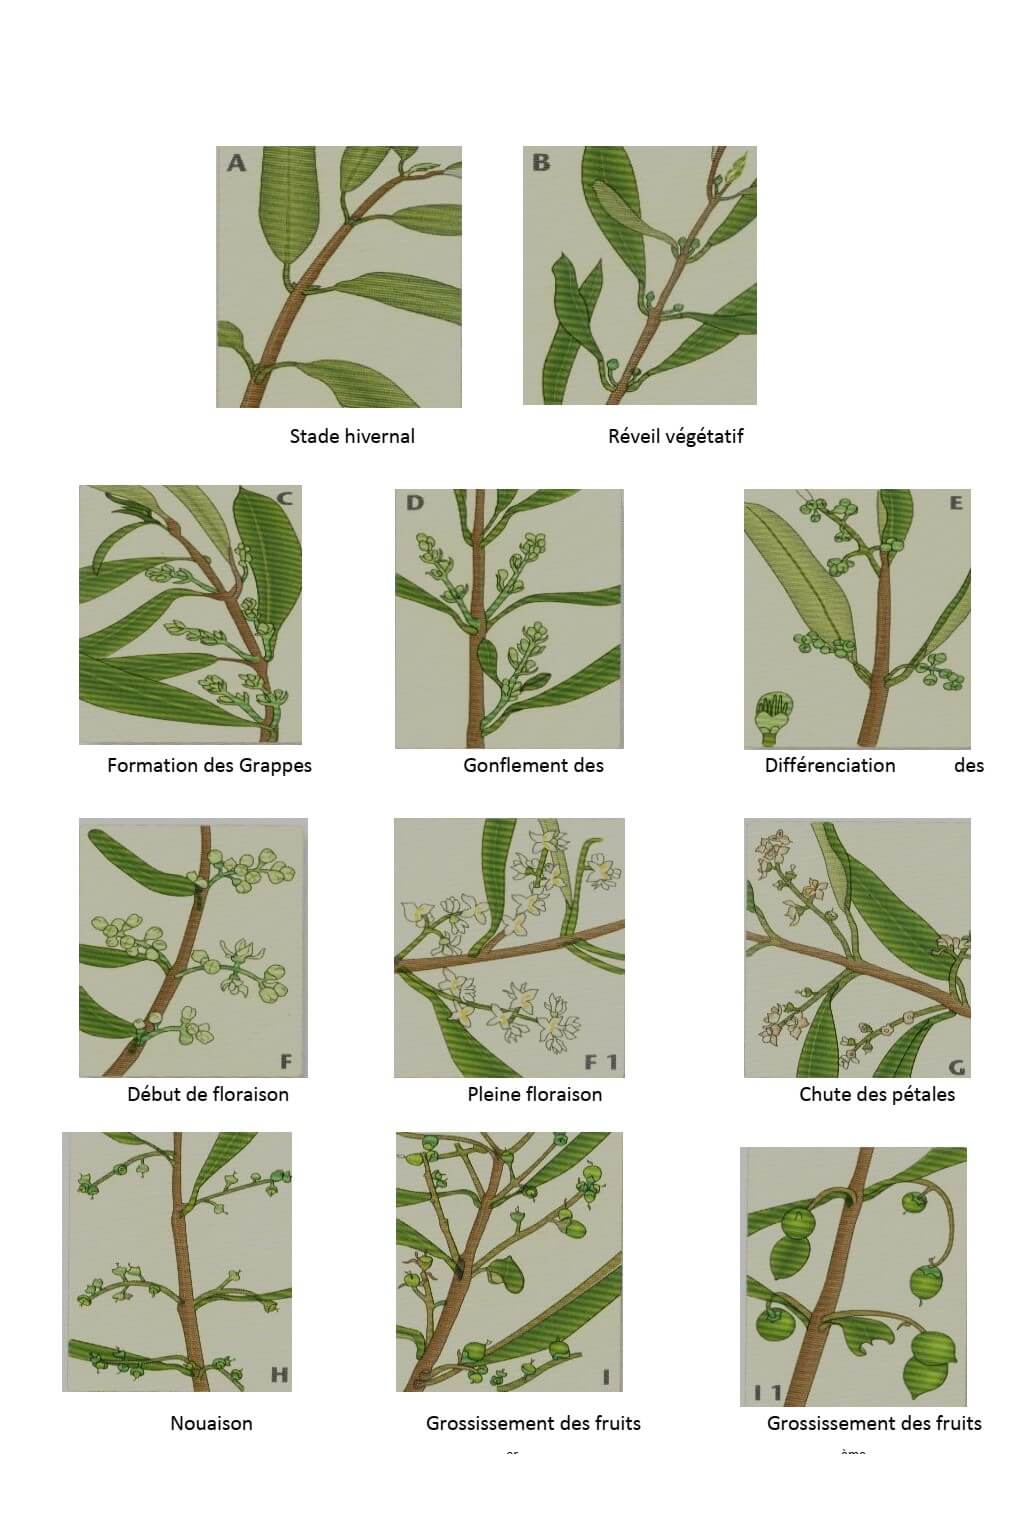 A B
Stade hivernal Réveil végétatif
C D E
Formation des Grappes Gonflement des Différenciation des
F F 1 G
Début de floraison Pleine floraison Chute des pétales
H I I 1
Nouaison Grossissement des fruits Grossissement des fruits